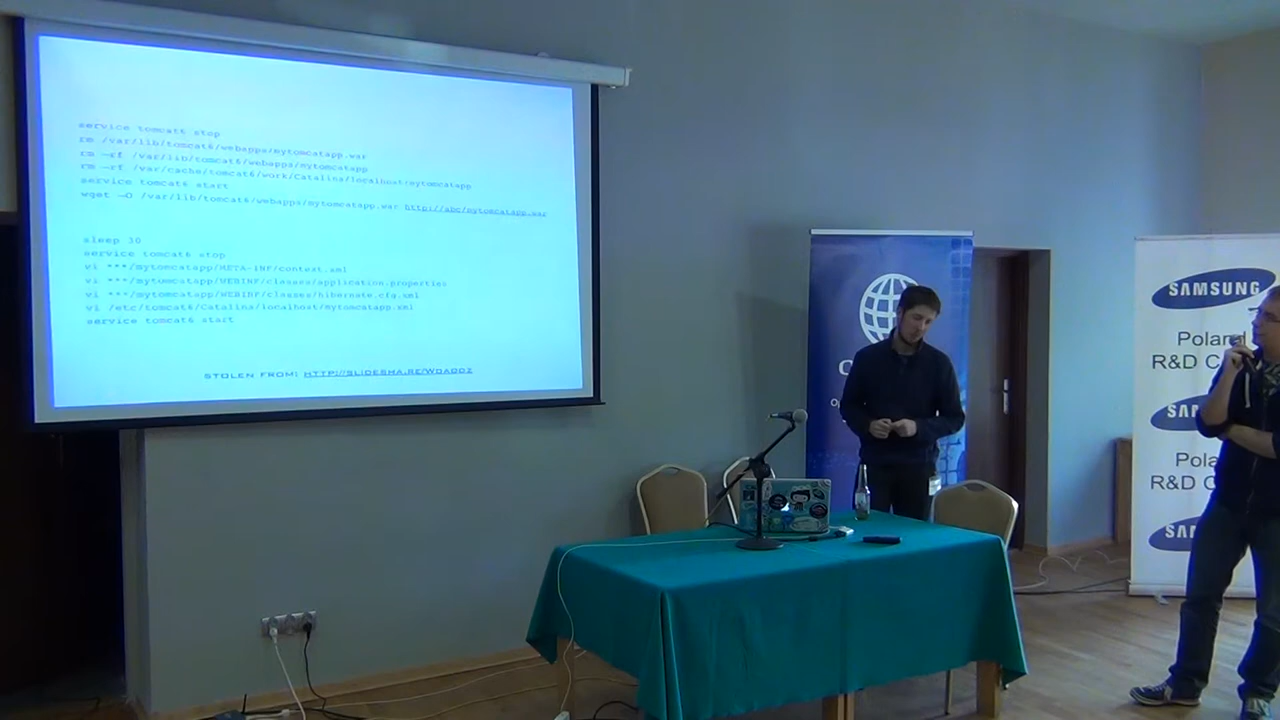 service tomcat6 stop
rm /var/lib/tomcat6/webapps/mytomcatapp.war
rm -rf /var/lib/tomcat6/webapps/mytomcatapp
rm -rf /var/cache/tomcat6/work/Catalina/localhost/mytomcatapp
service tomcat6 start
wget -O /var/lib/tomcat6/webapps/mytomcatapp.war http://abc/mytomcatapp.war
sleep 30
service tomcat6 stop
vi ***/mytomcatapp/META-INF/context.xml
vi ***/mytomcatapp/WEBINF/classes/application.properties
vi ***/mytomcatapp/WEBINF/clauses/hibernate.cfg.xml
vi /etc/tomcat6/Catalina/localhost/mytomcatapp.xml
service tomcat6 start
STOLEN FROM:
SAMSUNG
Poland
R&D C
SAM
Pola
R&D C
SAM